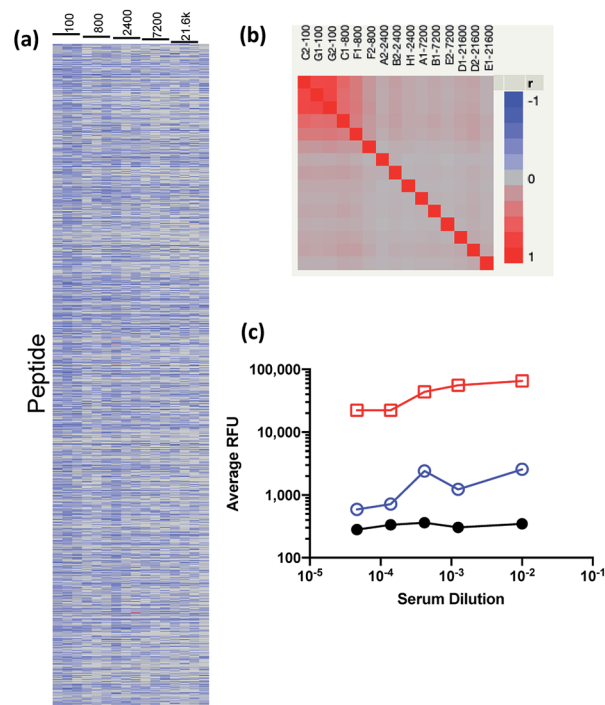 (a)
100
800
2400
7200
21.6k
Peptide
(b)
C2-100
G1-100
G2-100
C1-800
F1-800
F2-800
A2-2400
B2-2400
H1-2400
A1-7200
B1-7200
E2-7200
D1-21600
D2-21600
E1-21600
r
-1
0
1
(c)
100,000
10,000
1,000
100
Average RFU
10-5
10-4
10-3
10-2
10-1
Serum Dilution